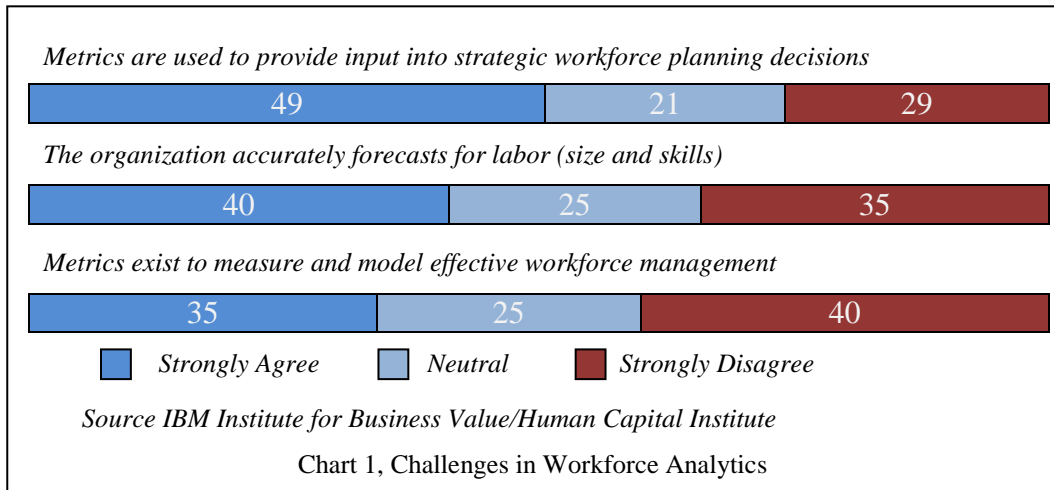 Metrics are used to provide input into strategic workforce planning decisions
49 21 29
The organization accurately forecasts for labor (size and skills)
40 25 35
Metrics exist to measure and model effective workforce management
35 25 40
Strongly Agree Neutral Strongly Disagree
Source IBM Institute for Business Value/Human Capital Institute
Chart 1, Challenges in Workforce Analytics